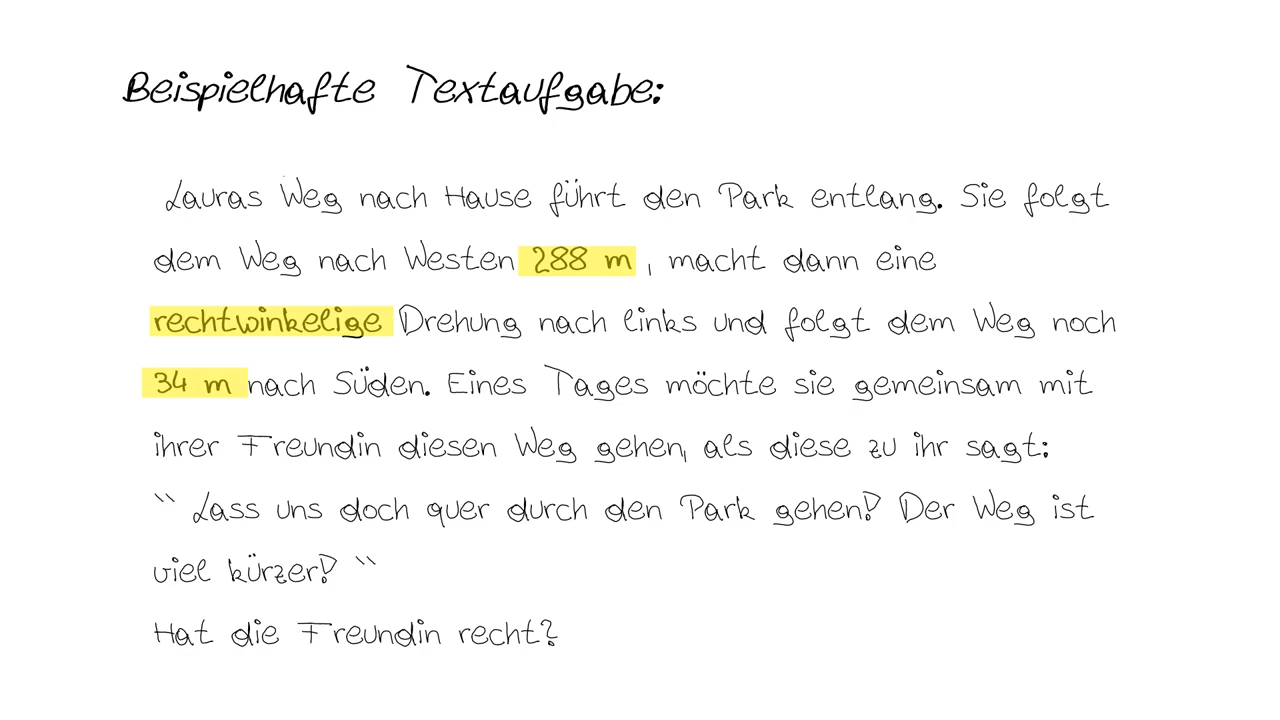 Beispielhafte Textaufgabe:
Lauras Weg nach Hause führt den Park entlang. Sie folgt
dem Weg nach Westen 288 m, macht dann eine
rechtwinkelige Drehung nach links und folgt dem Weg noch
34 m nach Süden. Eines Tages möchte sie gemeinsam mit
ihrer Freundin diesen Weg gehen, als diese zu ihr sagt:
"Lass uns doch quer durch den Park gehen! Der Weg ist
viel kürzer!"
Hat die Freundin recht?